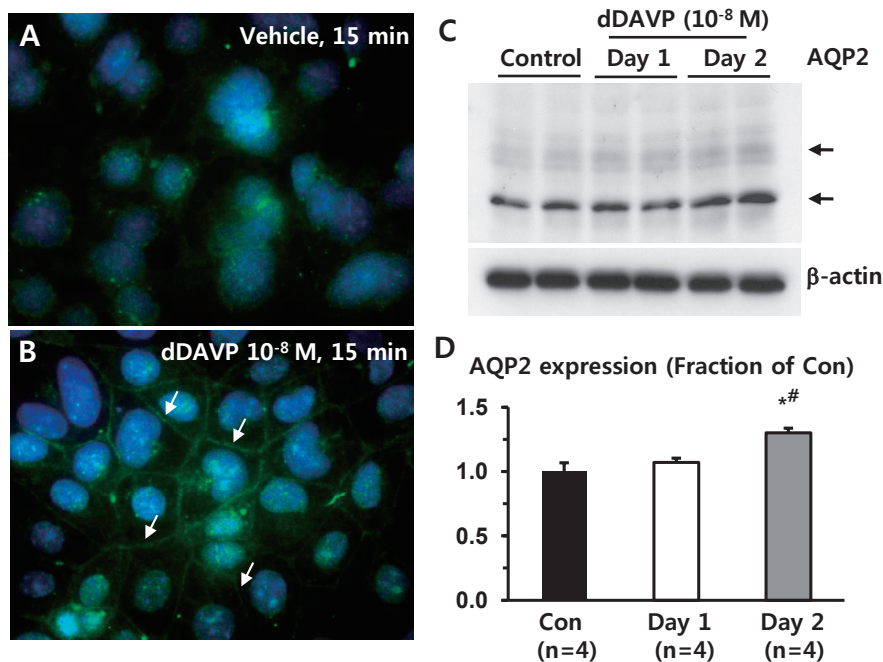 A
Vehicle, 15 min
B
dDAVP 10⁻⁸ M, 15 min
C
dDAVP (10⁻⁸ M)
Control Day 1 Day 2 AQP2
β-actin
D
AQP2 expression (Fraction of Con)
*#
1.5
1.0
0.5
0.0
Con Day 1 Day 2
(n=4) (n=4) (n=4)